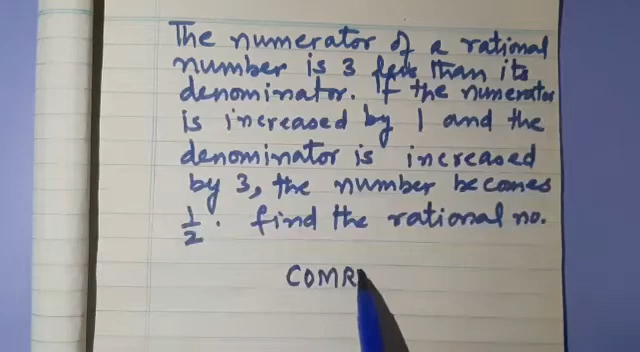 The numerator of a rational
number is 3 less than its
denominator. If the numerator
is increased by 1 and the
denominator is increased
by 3, the number becomes
1/2. find the rational no.
COMR